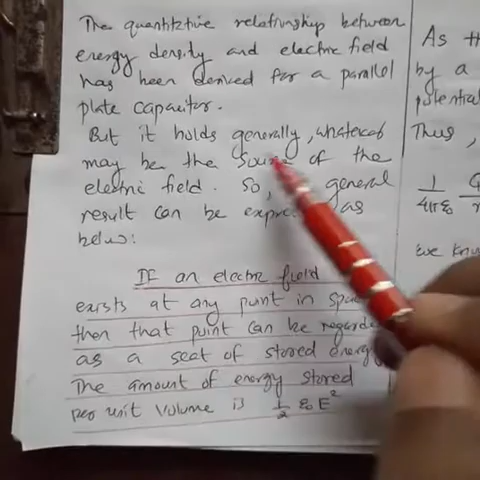 The quantitative relationship between
energy density and electric field
has been derived for a parallel
plate capacitor.
But it holds generally, whatever
may be the source of the
electric field. So, general
result can be as
below:
If an electric field
exists at any point in
then that point can be
as a seat of stored energy
The amount of energy stored
per unit volume is ½ ε₀E²
As
by a
potential
Thus,
1/4πε₀
we know